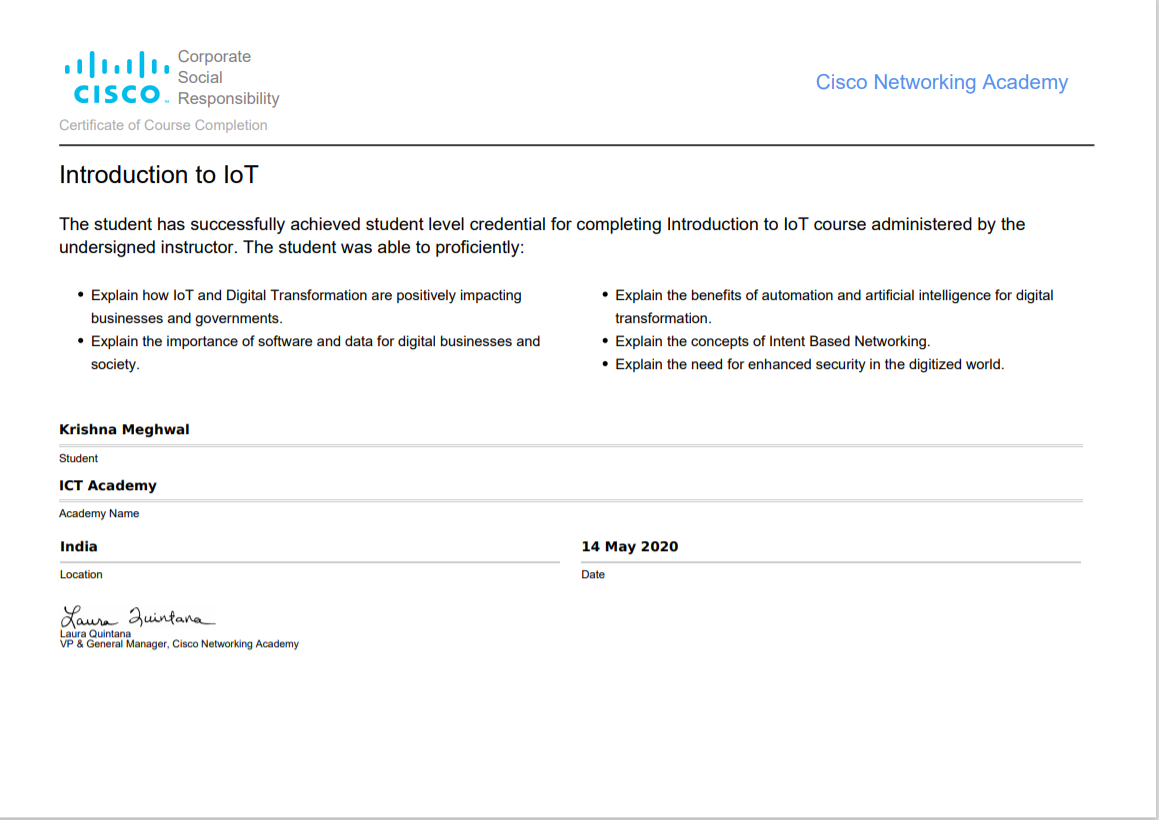 Corporate
Social
Responsibility
CISCO
Cisco Networking Academy
Certificate of Course Completion
Introduction to IoT
The student has successfully achieved student level credential for completing Introduction to IoT course administered by the
undersigned instructor. The student was able to proficiently:
• Explain how IoT and Digital Transformation are positively impacting
businesses and governments.
• Explain the importance of software and data for digital businesses and
society.
• Explain the benefits of automation and artificial intelligence for digital
transformation.
• Explain the concepts of Intent Based Networking.
• Explain the need for enhanced security in the digitized world.
Krishna Meghwal
Student
ICT Academy
Academy Name
India
Location
14 May 2020
Date
Laura Quintana
Laura Quintana
VP & General Manager, Cisco Networking Academy